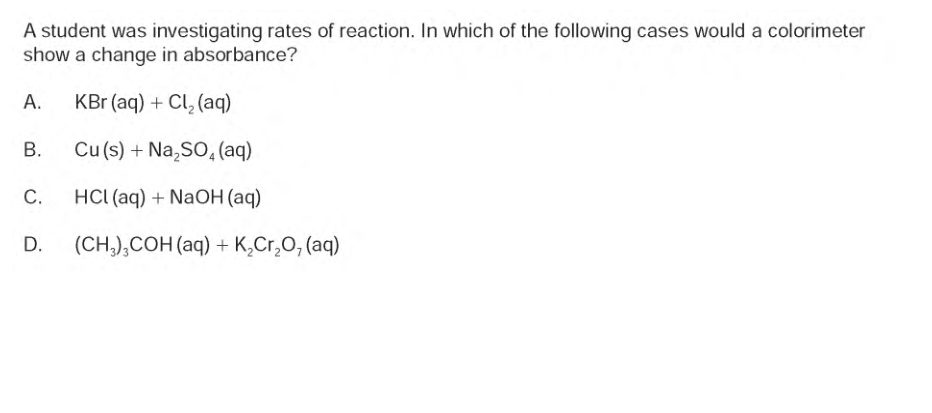 A student was investigating rates of reaction. In which of the following cases would a colorimeter
show a change in absorbance?
A. KBr (aq) + Cl₂ (aq)
B. Cu (s) + Na₂SO₄ (aq)
C. HCl (aq) + NaOH (aq)
D. (CH₃)₃COH (aq) + K₂Cr₂O₇ (aq)